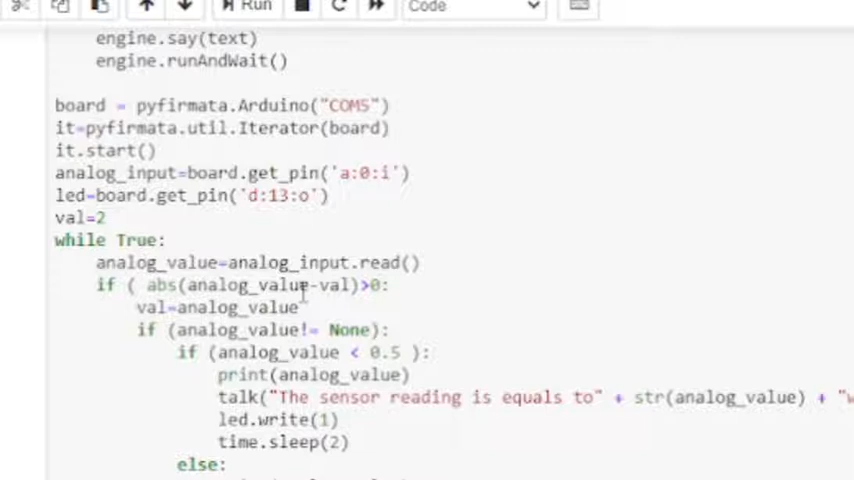 Run
Code
engine.say(text)
engine.runAndWait()
board = pyfirmata.Arduino("COM5")
it=pyfirmata.util.Iterator(board)
it.start()
analog_input=board.get_pin('a:0:i')
led=board.get_pin('d:13:o')
val=2
while True:
analog_value=analog_input.read()
if ( abs(analog_value-val)>0:
val=analog_value
if (analog_value!= None):
if (analog_value < 0.5 ):
print(analog_value)
talk("The sensor reading is equals to" + str(analog_value) + "w
led.write(1)
time.sleep(2)
else: